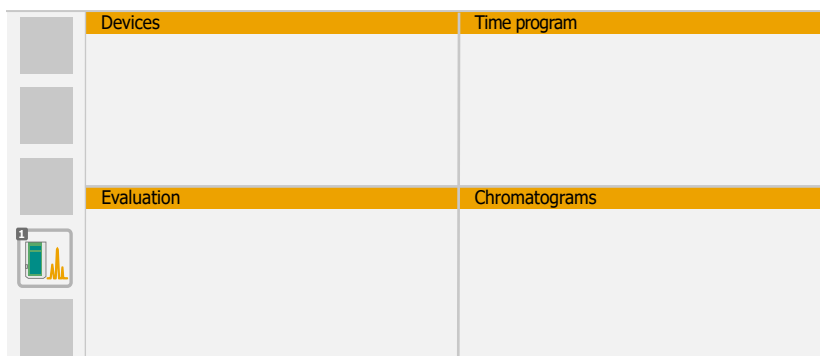 Devices
Time program
Evaluation
Chromatograms
1